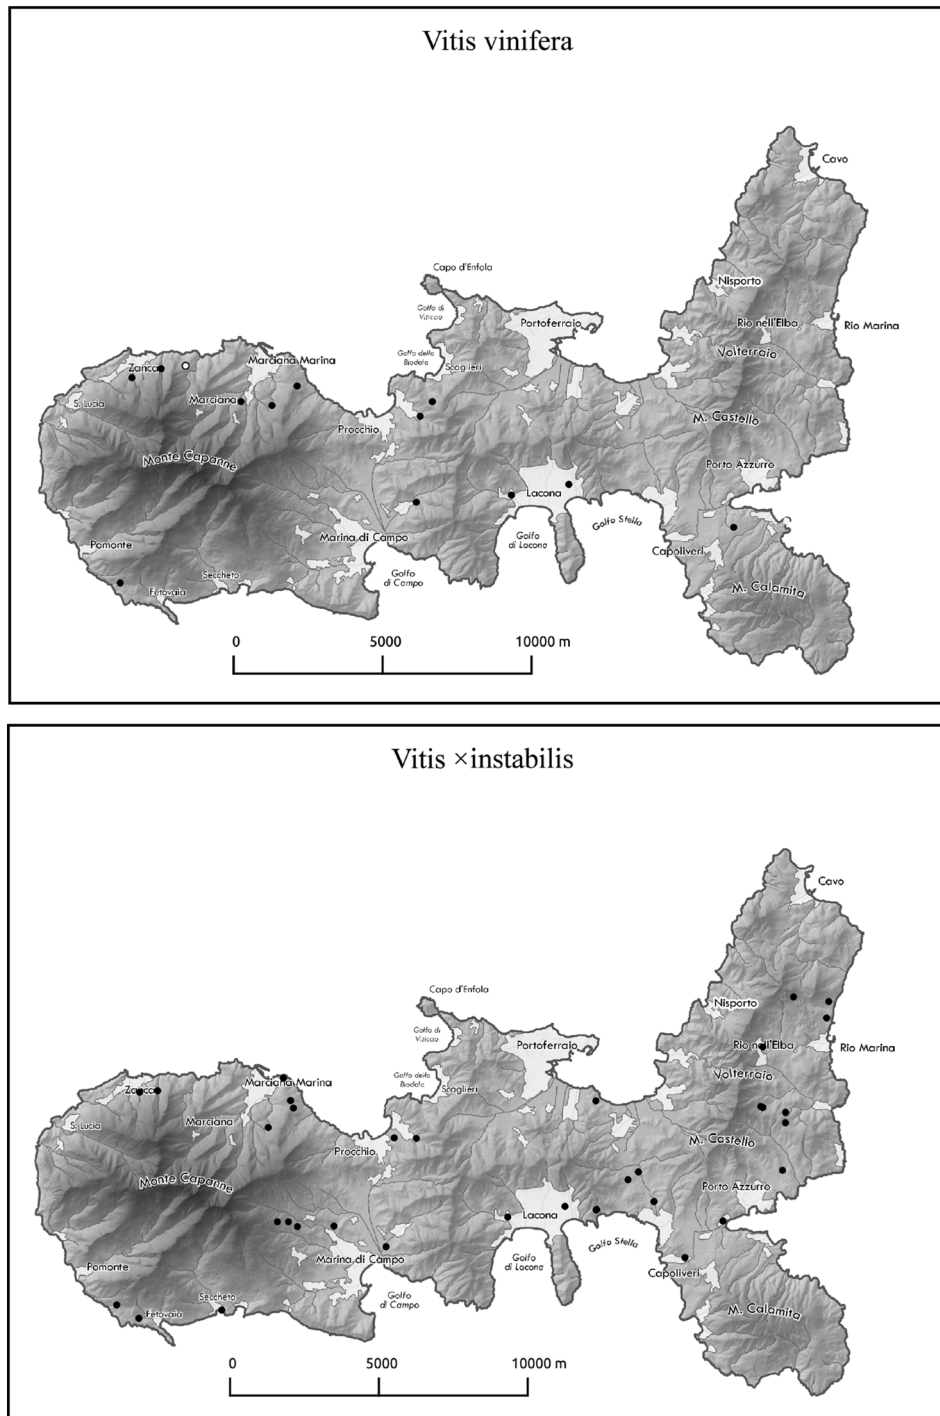 Vitis vinifera
Cavo
Capo d'Enfola
Nisporto
Golfo di
Viticcio
Portoferraio
Rio nell'Elba
Rio Marina
Golfo della
Biodola
Volterraio
Zanca
Marciana Marina
Scaglieri
S. Lucia
Marciana
Procchio
M. Castello
Monte Capanne
Porto Azzurro
Lacona
Golfo Stella
Marina di Campo
Golfo
di Lacona
Pomonte
Capoliveri
Seccheto
Golfo
di Campo
Fetovaia
M. Calamita
0 5000 10000 m
Vitis ×instabilis
Cavo
Capo d'Enfola
Nisporto
Golfo di
Viticcio
Portoferraio
Rio nell'Elba
Rio Marina
Golfo della
Biodola
Volterraio
Zanca
Marciana Marina
Scaglieri
S. Lucia
Marciana
Procchio
M. Castello
Monte Capanne
Porto Azzurro
Lacona
Golfo Stella
Marina di Campo
Golfo
di Lacona
Pomonte
Capoliveri
Seccheto
Golfo
di Campo
Fetovaia
M. Calamita
0 5000 10000 m